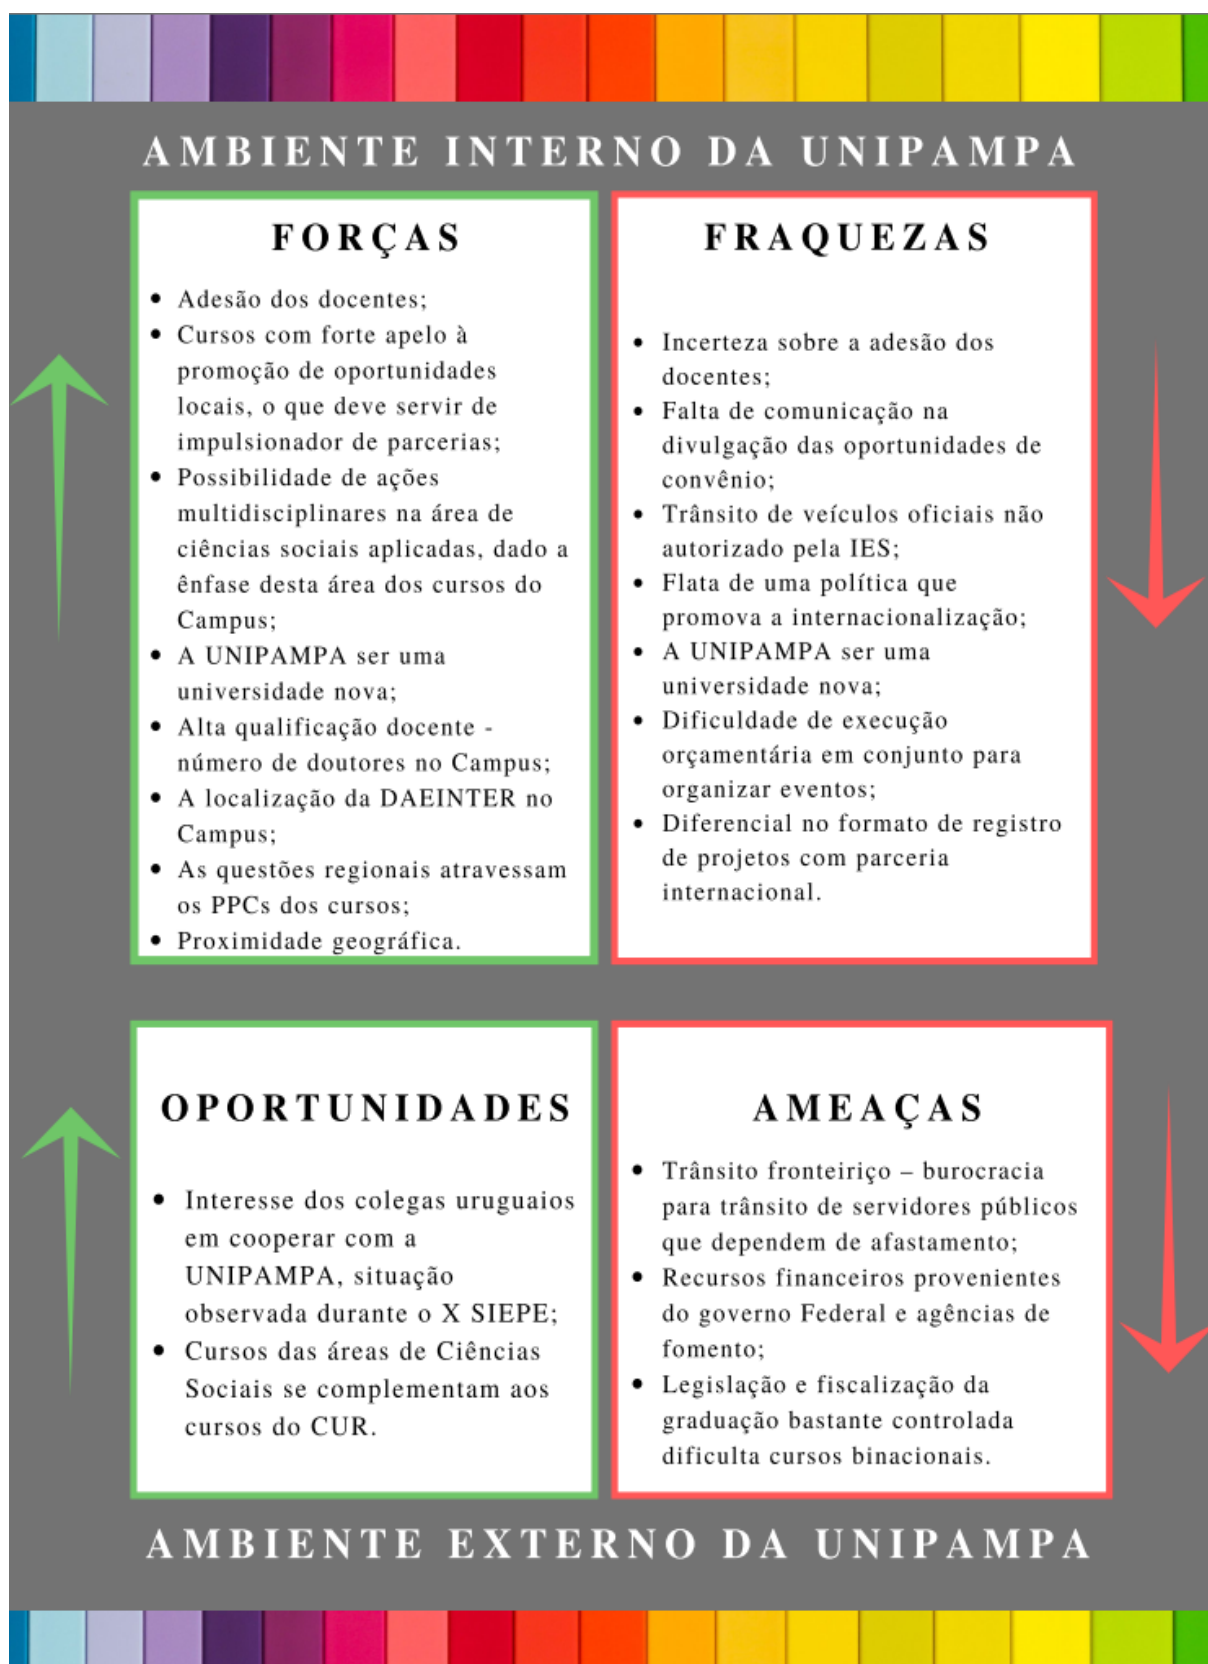 AMBIENTE INTERNO DA UNIPAMPA
FORÇAS
• Adesão dos docentes;
• Cursos com forte apelo à
promoção de oportunidades
locais, o que deve servir de
impulsionador de parcerias;
• Possibilidade de ações
multidisciplinares na área de
ciências sociais aplicadas, dado a
ênfase desta área dos cursos do
Campus;
• A UNIPAMPA ser uma
universidade nova;
• Alta qualificação docente -
número de doutores no Campus;
• A localização da DAEINTER no
Campus;
• As questões regionais atravessam
os PPCs dos cursos;
• Proximidade geográfica.
FRAQUEZAS
• Incerteza sobre a adesão dos
docentes;
• Falta de comunicação na
divulgação das oportunidades de
convênio;
• Trânsito de veículos oficiais não
autorizado pela IES;
• Flata de uma política que
promova a internacionalização;
• A UNIPAMPA ser uma
universidade nova;
• Dificuldade de execução
orçamentária em conjunto para
organizar eventos;
• Diferencial no formato de registro
de projetos com parceria
internacional.
OPORTUNIDADES
• Interesse dos colegas uruguaios
em cooperar com a
UNIPAMPA, situação
observada durante o X SIEPE;
• Cursos das áreas de Ciências
Sociais se complementam aos
cursos do CUR.
AMEAÇAS
• Trânsito fronteiriço – burocracia
para trânsito de servidores públicos
que dependem de afastamento;
• Recursos financeiros provenientes
do governo Federal e agências de
fomento;
• Legislação e fiscalização da
graduação bastante controlada
dificulta cursos binacionais.
AMBIENTE EXTERNO DA UNIPAMPA